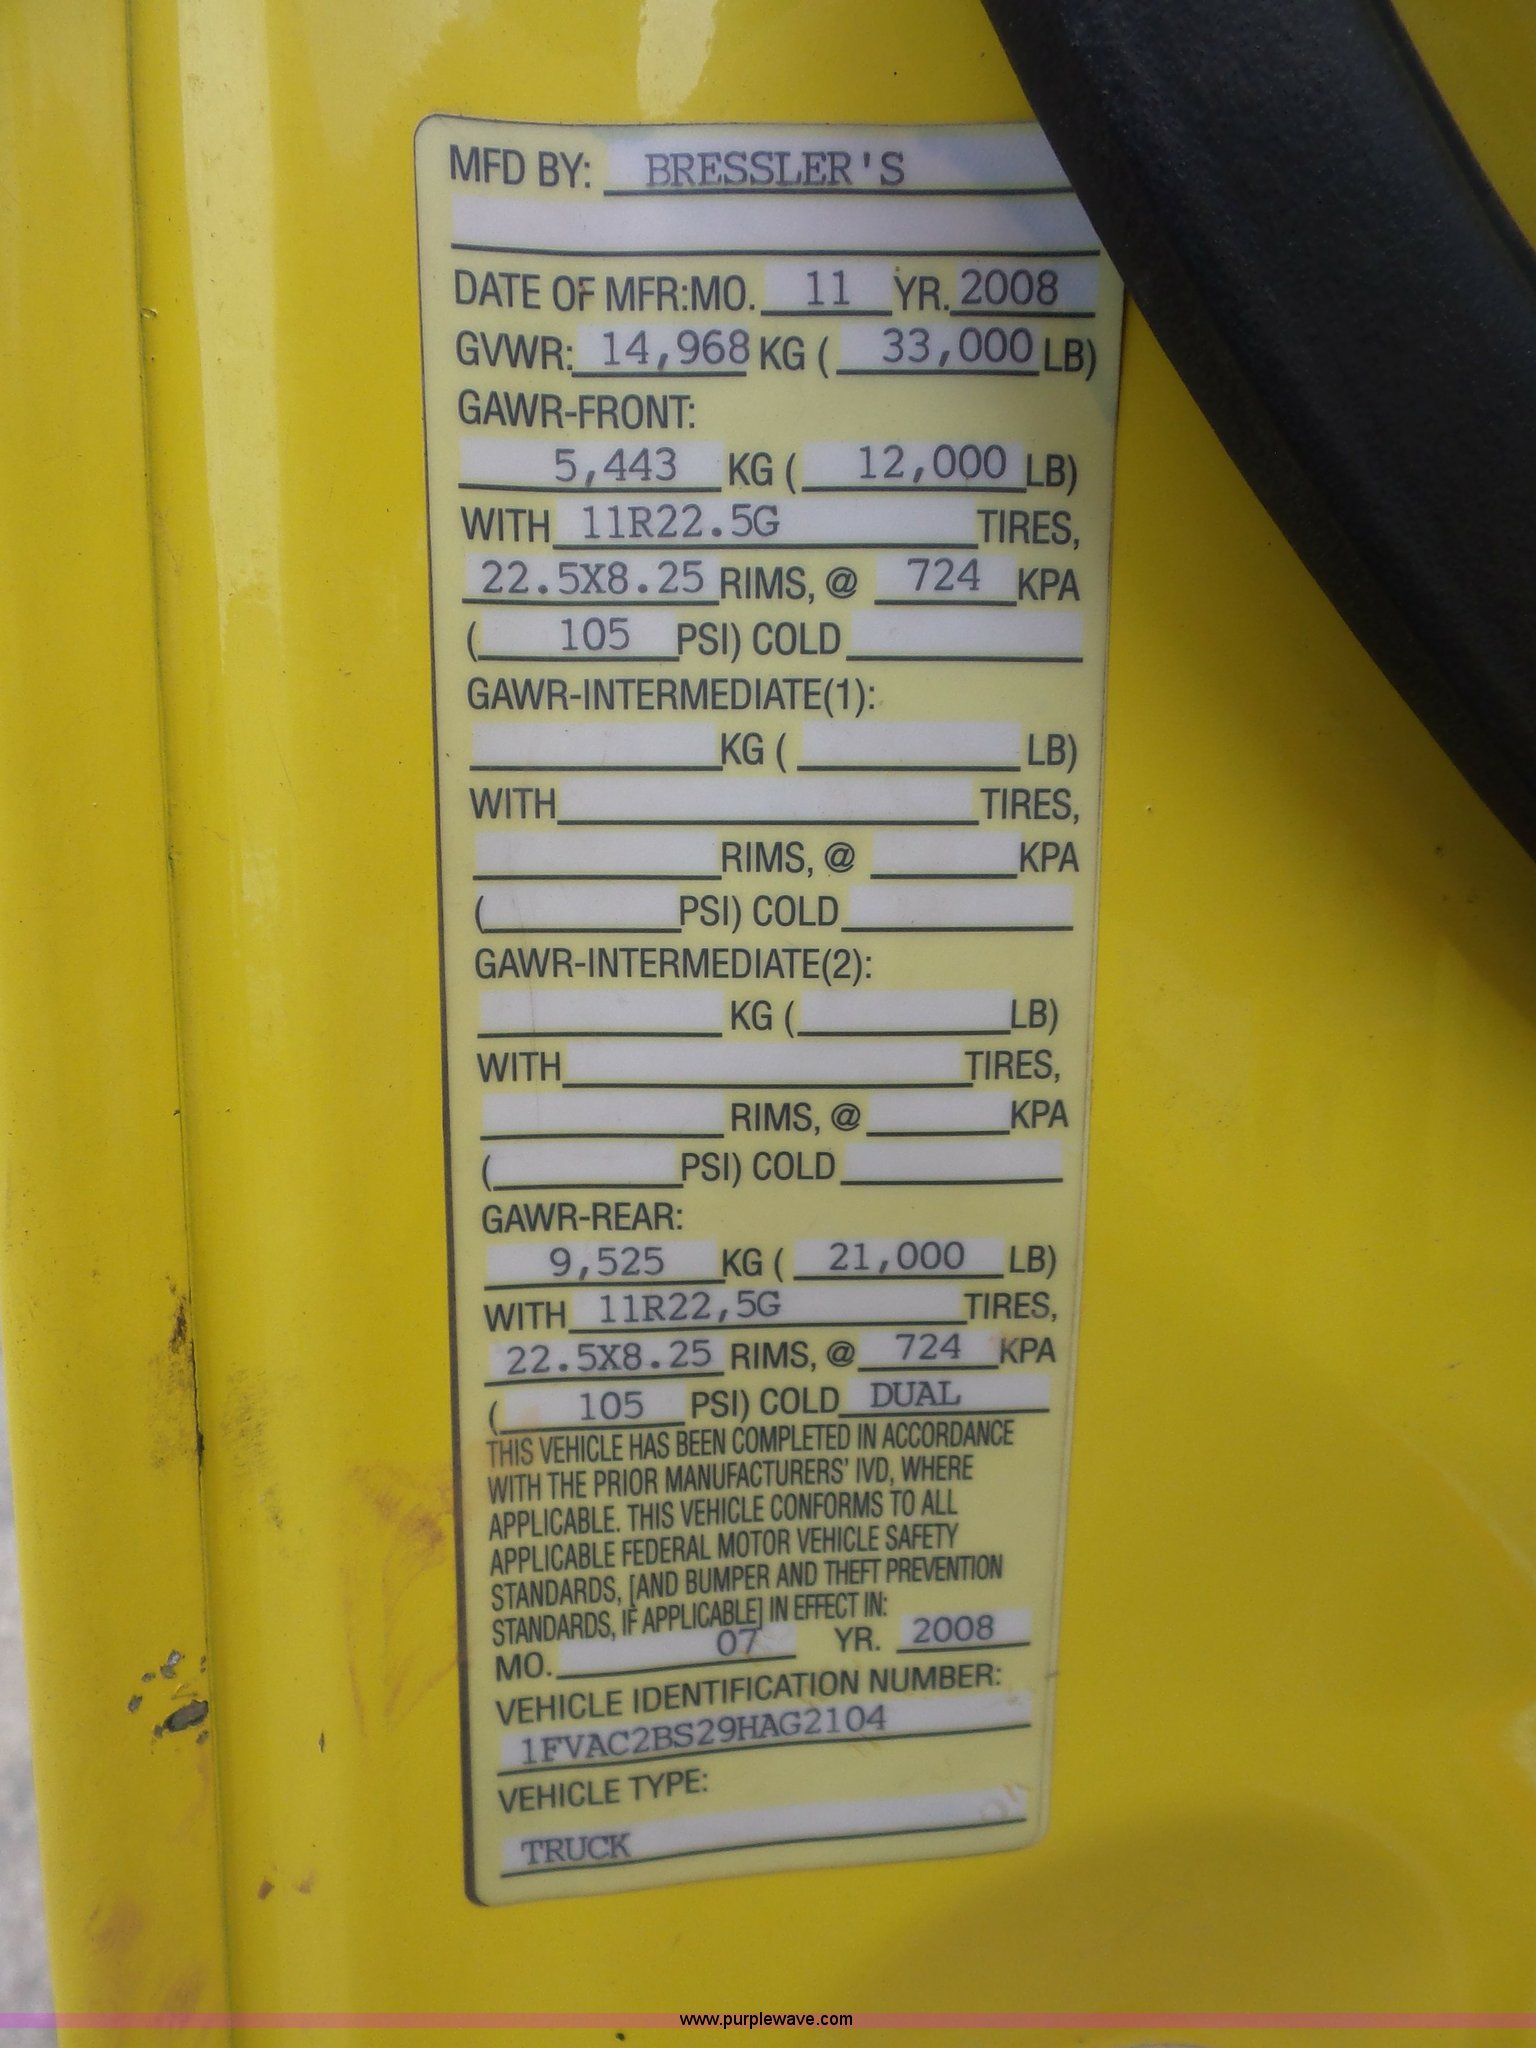 MFD BY: BRESSLER'S
DATE OF MFR:MO. 11 YR. 2008
GVWR: 14,968 KG ( 33,000 LB)
GAWR-FRONT:
5,443 KG ( 12,000 LB)
WITH 11R22.5G TIRES,
22.5X8.25 RIMS, @ 724 KPA
( 105 PSI) COLD
GAWR-INTERMEDIATE(1):
KG ( LB)
WITH TIRES,
RIMS, @ KPA
( PSI) COLD
GAWR-INTERMEDIATE(2):
KG ( LB)
WITH TIRES,
RIMS, @ KPA
( PSI) COLD
GAWR-REAR:
9,525 KG ( 21,000 LB)
WITH 11R22,5G TIRES,
22.5X8.25 RIMS, @ 724 KPA
( 105 PSI) COLD DUAL
THIS VEHICLE HAS BEEN COMPLETED IN ACCORDANCE
WITH THE PRIOR MANUFACTURERS' IVD, WHERE
APPLICABLE. THIS VEHICLE CONFORMS TO ALL
APPLICABLE FEDERAL MOTOR VEHICLE SAFETY
STANDARDS, [AND BUMPER AND THEFT PREVENTION
STANDARDS, IF APPLICABLE] IN EFFECT IN:
MO. 07 YR. 2008
VEHICLE IDENTIFICATION NUMBER:
1FVAC2BS29HAG2104
VEHICLE TYPE:
TRUCK
www.purplewave.com